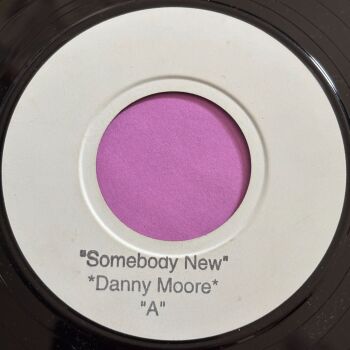 "Somebody New"
*Danny Moore*
"A"